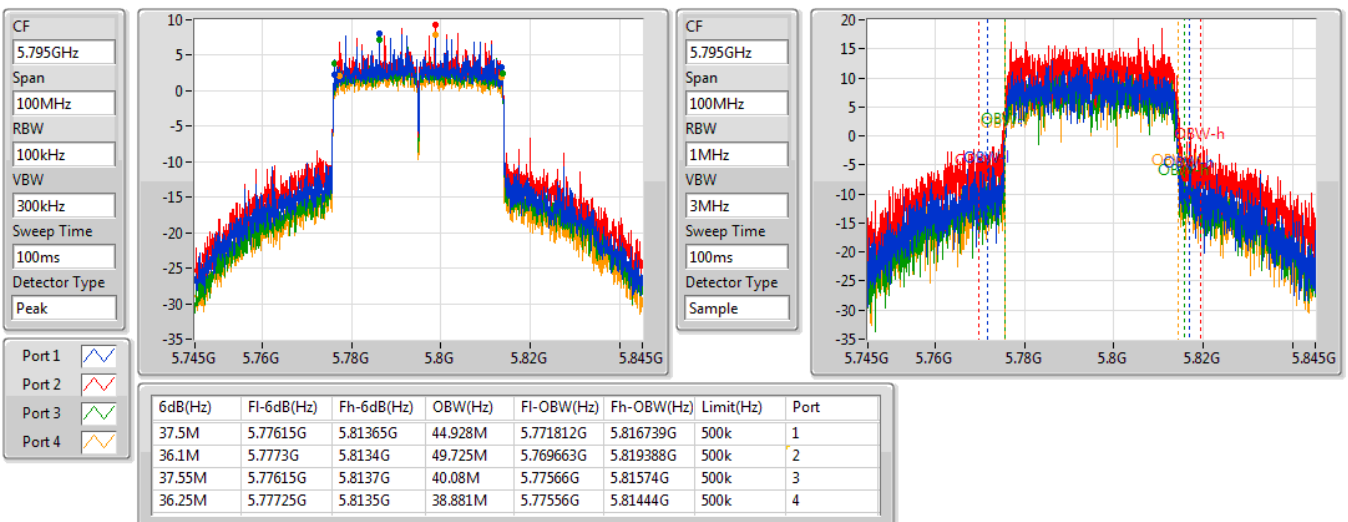 CF
5.795GHz
Span
100MHz
RBW
100kHz
VBW
300kHz
Sweep Time
100ms
Detector Type
Peak
10
5
0
-5
-10
-15
-20
-25
-30
-35
5.745G 5.76G 5.78G 5.8G 5.82G 5.845G
CF
5.795GHz
Span
100MHz
RBW
1MHz
VBW
3MHz
Sweep Time
100ms
Detector Type
Sample
20
15
10
5
0
-5
-10
-15
-20
-25
-30
-35
OBW-h
5.745G 5.76G 5.78G 5.8G 5.82G 5.845G
Port 1
Port 2
Port 3
Port 4
6dB(Hz) Fl-6dB(Hz) Fh-6dB(Hz) OBW(Hz) Fl-OBW(Hz) Fh-OBW(Hz) Limit(Hz) Port
37.5M 5.77615G 5.81365G 44.928M 5.771812G 5.816739G 500k 1
36.1M 5.7773G 5.8134G 49.725M 5.769663G 5.819388G 500k 2
37.55M 5.77615G 5.8137G 40.08M 5.77566G 5.81574G 500k 3
36.25M 5.77725G 5.8135G 38.881M 5.77556G 5.81444G 500k 4